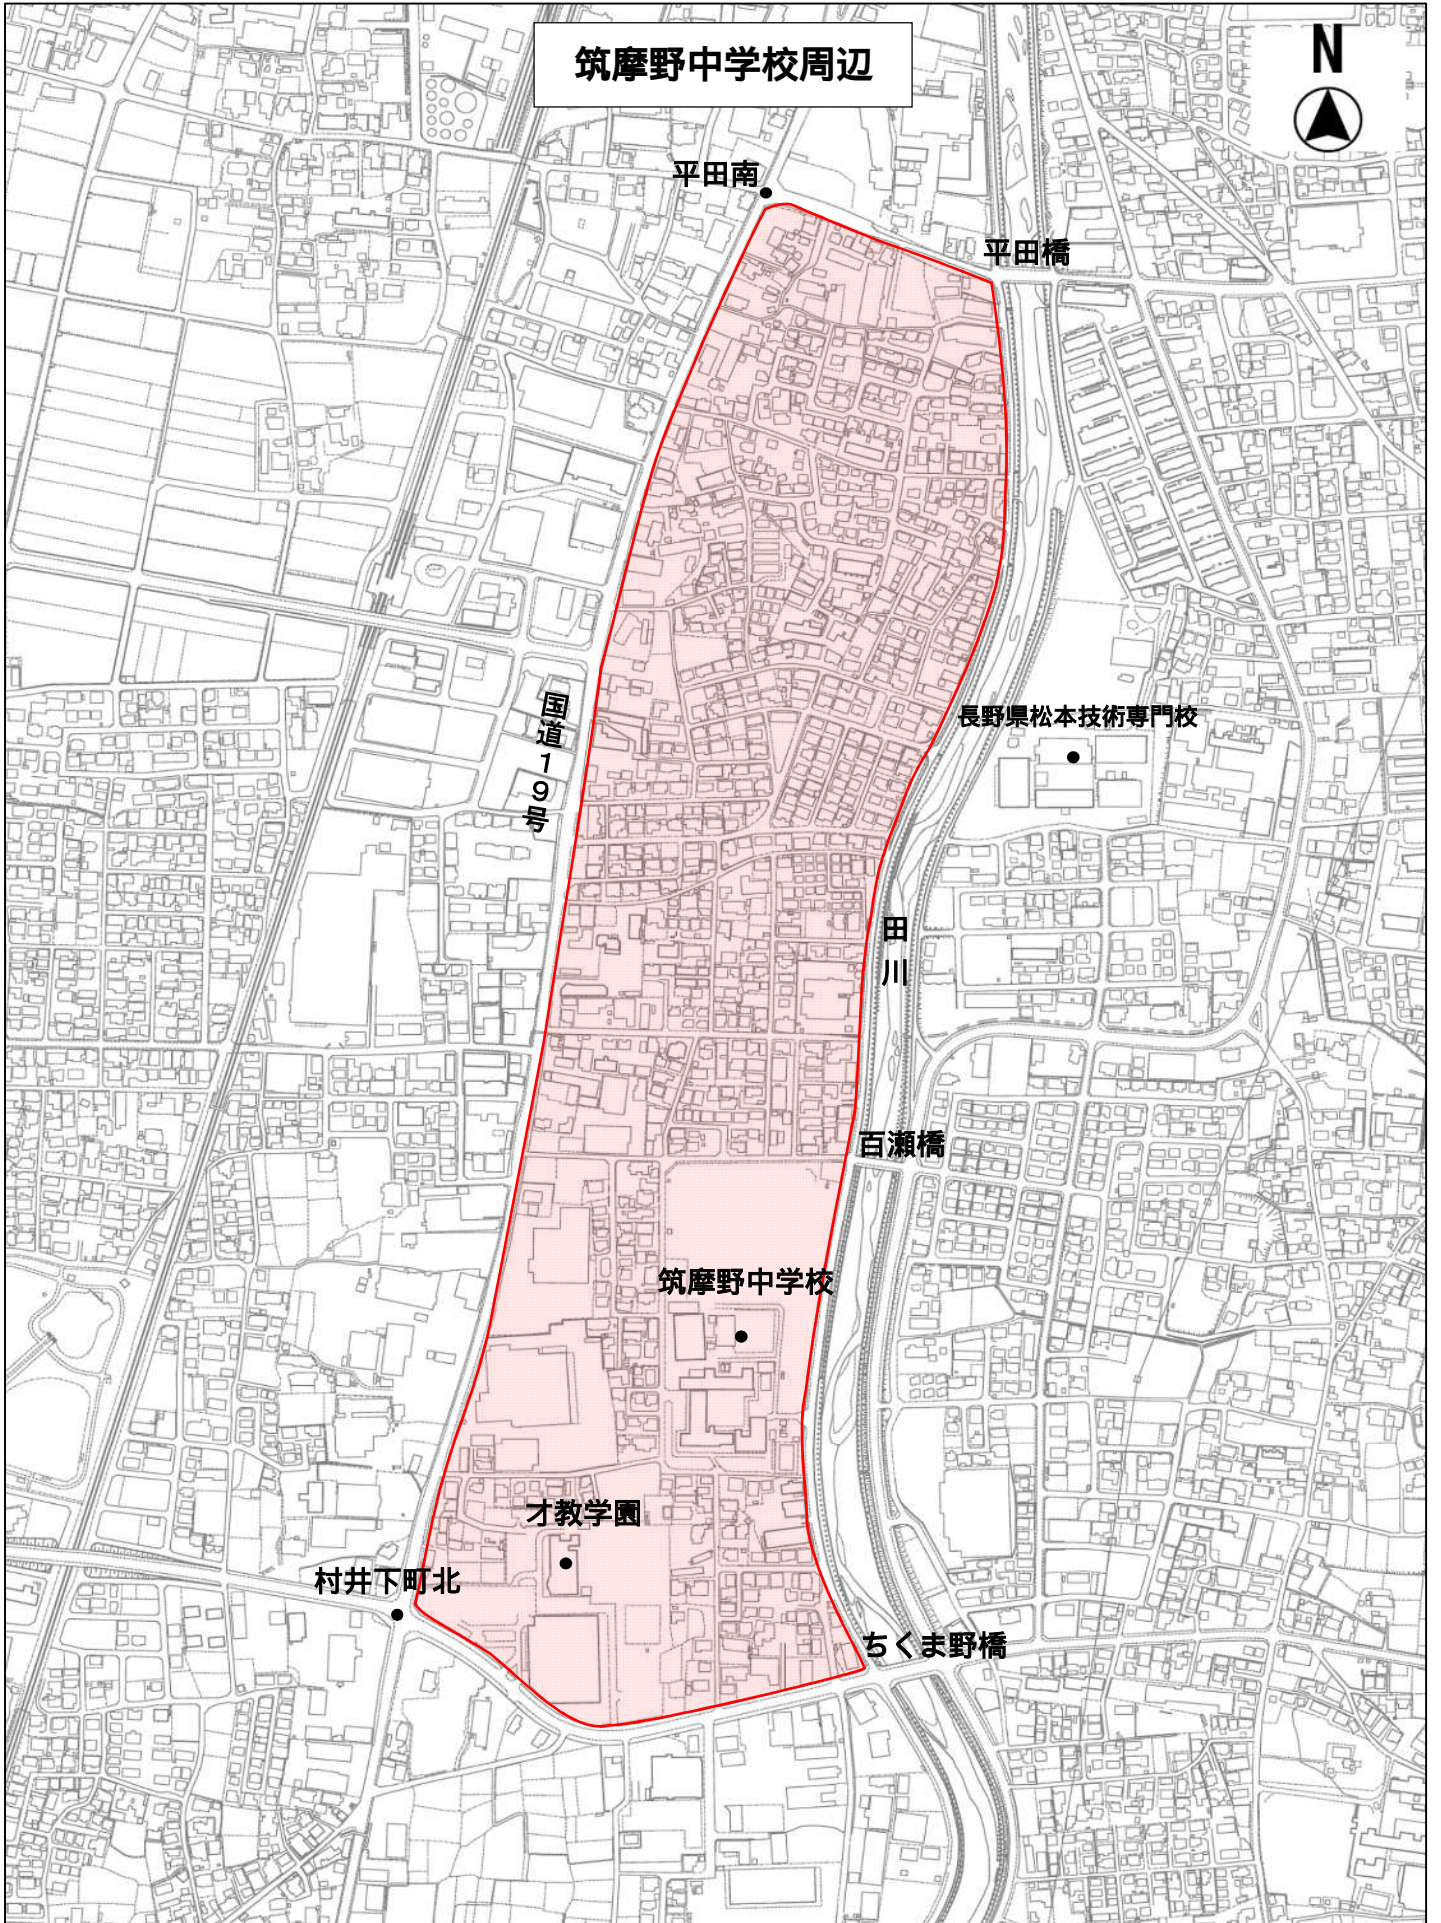 筑摩野中学校周辺
N
平田南
平田橋
国道19号
長野県松本技術専門校
田川
百瀬橋
筑摩野中学校
才教学園
村井下町北
ちくま野橋